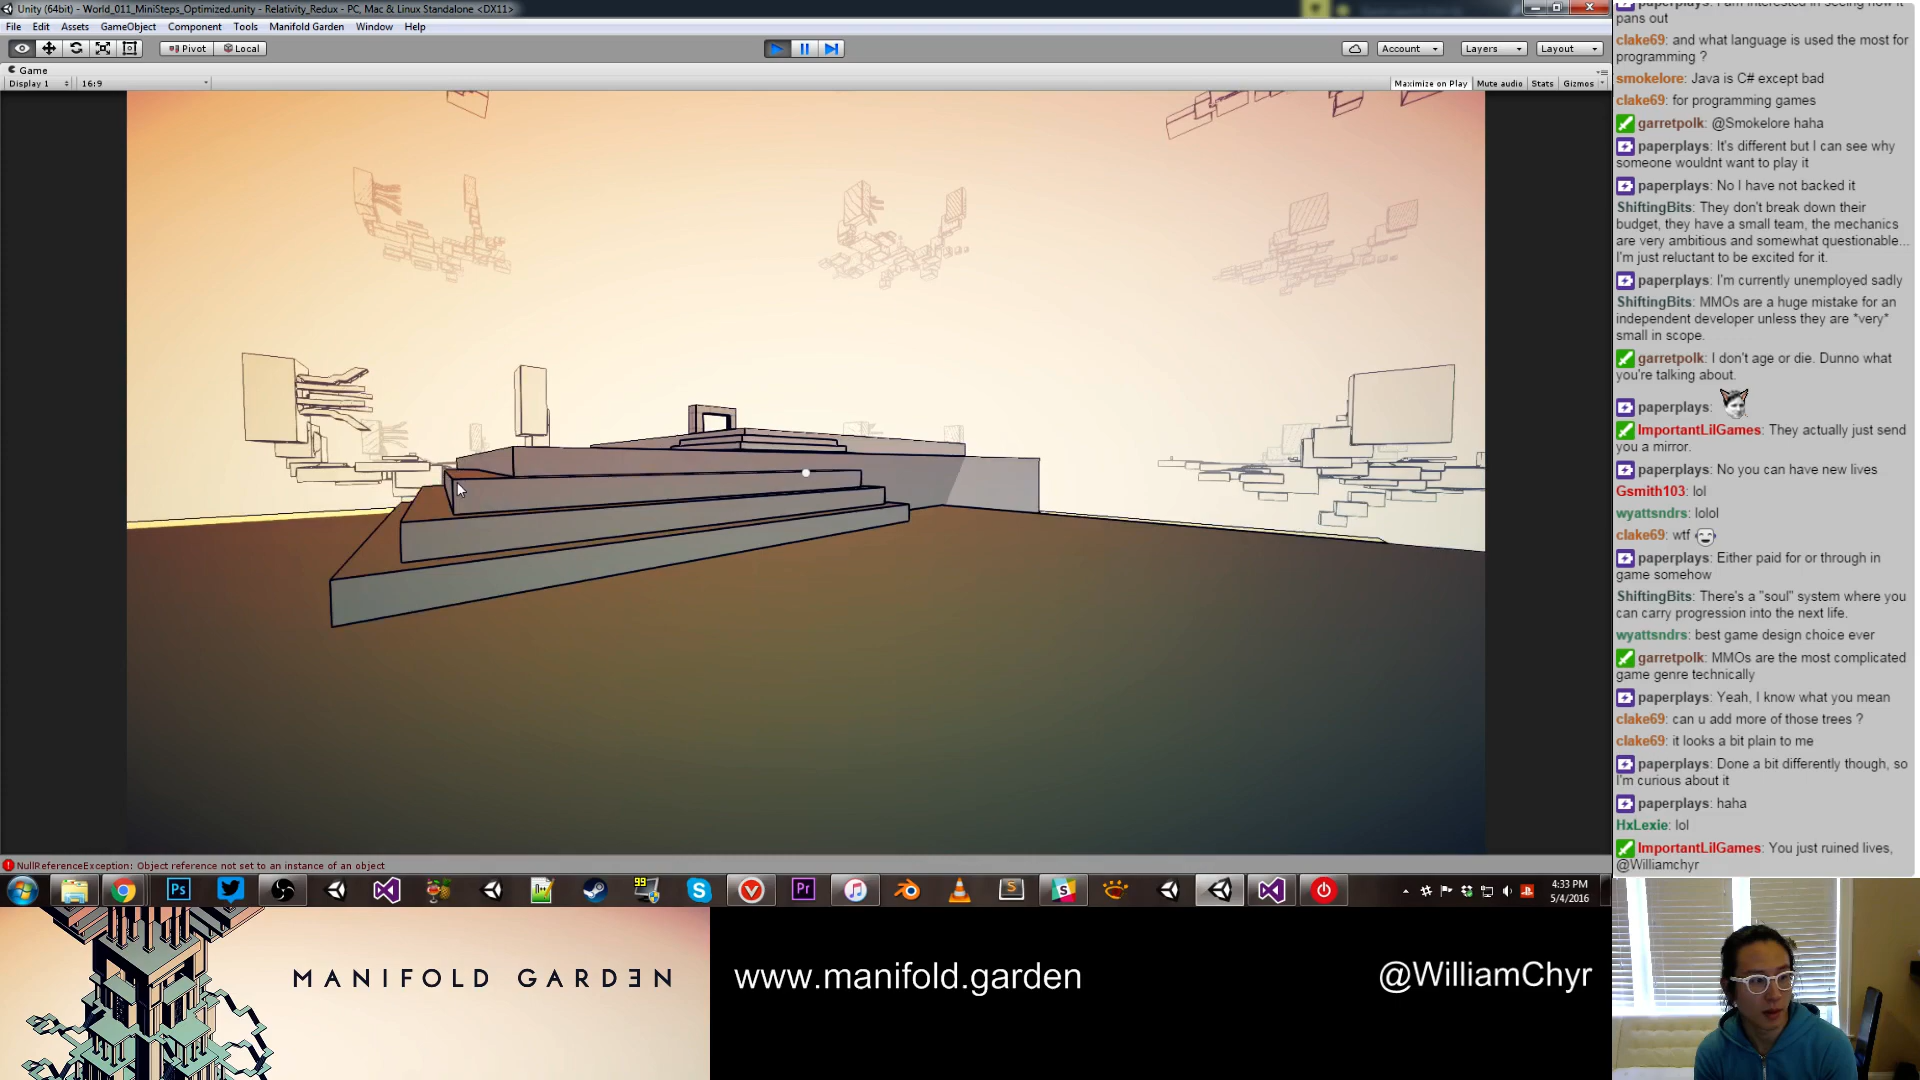 Unity (64bit) - World_011_MiniSteps_Optimized.unity - Relativity_Redux - PC, Mac & Linux Standalone <DX11>
File Edit Assets GameObject Component Tools Manifold Garden Window Help
Pivot Local Account Layers Layout
Game
Display 1 16:9 Maximize on Play Mute audio Stats Gizmos
NullReferenceException: Object reference not set to an instance of an object
Ps 99 Pr S
4:33 PM
5/4/2016
MANIFOLD GARDƎN
www.manifold.garden
@WilliamChyr
pans out
clake69: and what language is used the most for
programming ?
smokelore: Java is C# except bad
clake69: for programming games
garretpolk: @Smokelore haha
paperplays: It's different but I can see why
someone wouldnt want to play it
paperplays: No I have not backed it
ShiftingBits: They don't break down their
budget, they have a small team, the mechanics
are very ambitious and somewhat questionable...
I'm just reluctant to be excited for it.
paperplays: I'm currently unemployed sadly
ShiftingBits: MMOs are a huge mistake for an
independent developer unless they are *very*
small in scope.
garretpolk: I don't age or die. Dunno what
you're talking about.
paperplays:
ImportantLilGames: They actually just send
you a mirror.
paperplays: No you can have new lives
Gsmith103: lol
wyattsndrs: lolol
clake69: wtf
paperplays: Either paid for or through in
game somehow
ShiftingBits: There's a "soul" system where you
can carry progression into the next life.
wyattsndrs: best game design choice ever
garretpolk: MMOs are the most complicated
game genre technically
paperplays: Yeah, I know what you mean
clake69: can u add more of those trees ?
clake69: it looks a bit plain to me
paperplays: Done a bit differently though, so
I'm curious about it
paperplays: haha
HxLexie: lol
ImportantLilGames: You just ruined lives,
@Williamchyr